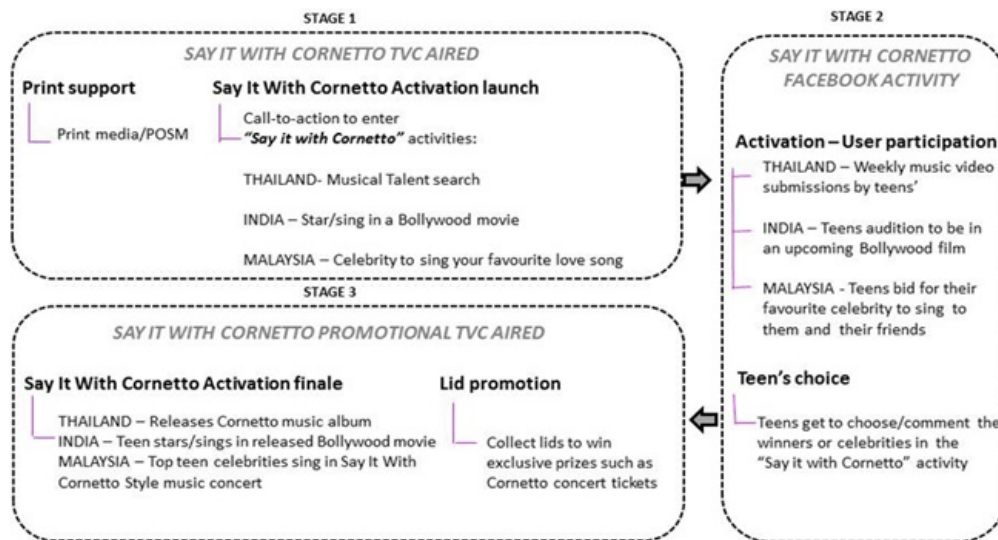 STAGE 1
SAY IT WITH CORNETTO TVC AIRED
Print support
Print media/POSM
Say It With Cornetto Activation launch
Call-to-action to enter
“Say it with Cornetto” activities:
THAILAND- Musical Talent search
INDIA – Star/sing in a Bollywood movie
MALAYSIA – Celebrity to sing your favourite love song
STAGE 2
SAY IT WITH CORNETTO
FACEBOOK ACTIVITY
Activation – User participation
THAILAND – Weekly music video
submissions by teens’
INDIA – Teens audition to be in
an upcoming Bollywood film
MALAYSIA - Teens bid for their
favourite celebrity to sing to
them and their friends
Teen’s choice
Teens get to choose/comment the
winners or celebrities in the
“Say it with Cornetto” activity
STAGE 3
SAY IT WITH CORNETTO PROMOTIONAL TVC AIRED
Say It With Cornetto Activation finale
THAILAND – Releases Cornetto music album
INDIA – Teen stars/sings in released Bollywood movie
MALAYSIA – Top teen celebrities sing in Say It With
Cornetto Style music concert
Lid promotion
Collect lids to win
exclusive prizes such as
Cornetto concert tickets